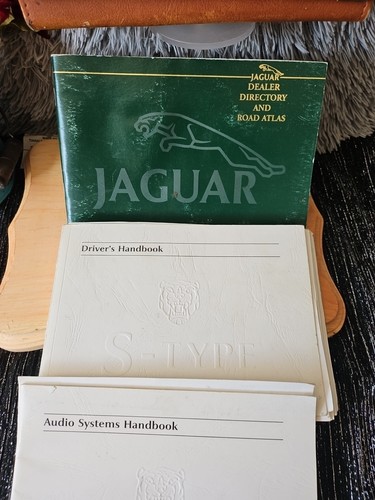 JAGUAR
DEALER
DIRECTORY
AND
ROAD ATLAS
JAGUAR
Driver's Handbook
S-TYPE
Audio Systems Handbook